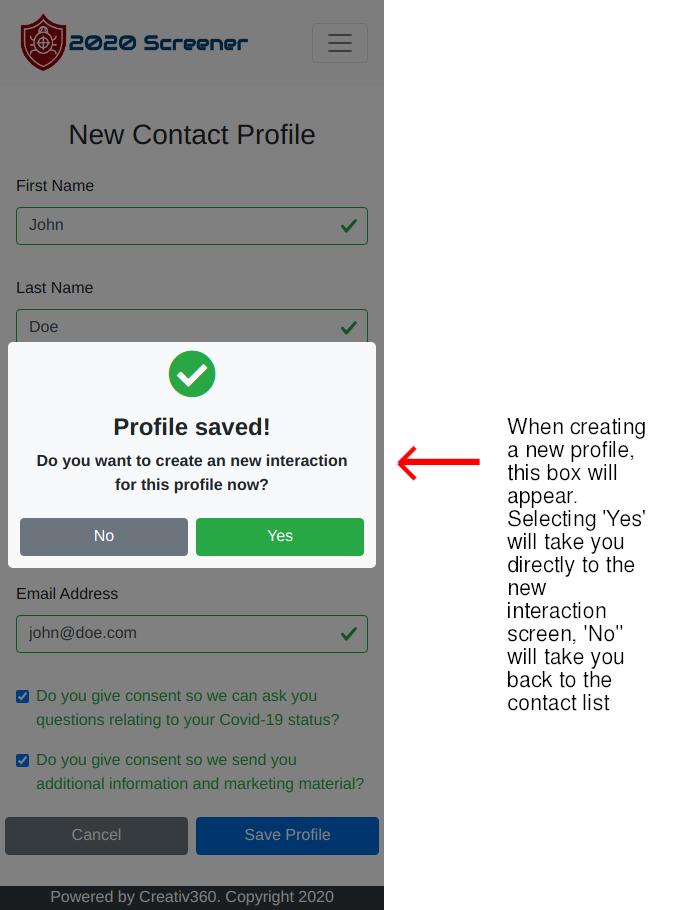 2020 Screener
New Contact Profile
First Name
John
Last Name
Doe
Profile saved!
Do you want to create an new interaction
for this profile now?
No
Yes
Email Address
john@doe.com
Do you give consent so we can ask you
questions relating to your Covid-19 status?
Do you give consent so we send you
additional information and marketing material?
Cancel
Save Profile
Powered by Creativ360. Copyright 2020
When creating
a new profile,
this box will
appear.
Selecting 'Yes'
will take you
directly to the
new
interaction
screen, 'No''
will take you
back to the
contact list